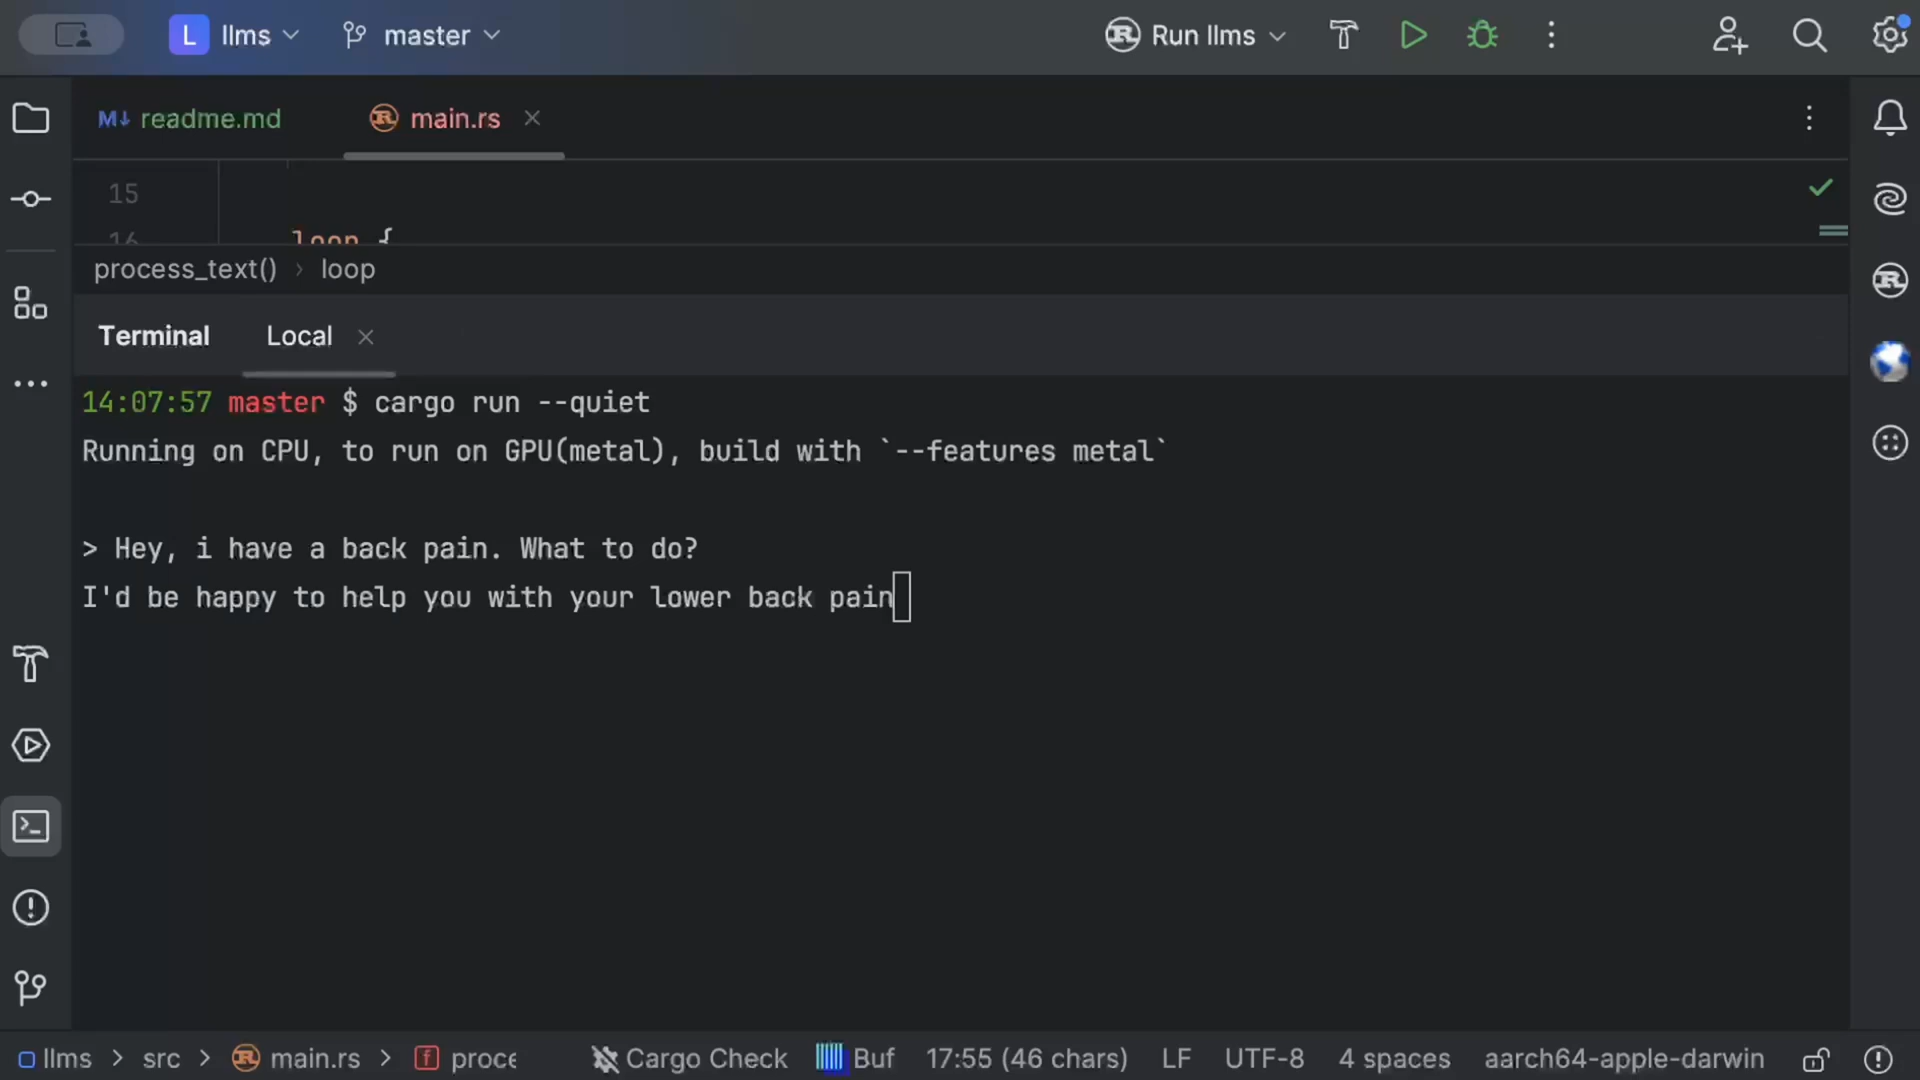 L llms master Run llms
M↓ readme.md main.rs
15
16 loop {
process_text() › loop
Terminal Local
14:07:57 master $ cargo run --quiet
Running on CPU, to run on GPU(metal), build with `--features metal`
> Hey, i have a back pain. What to do?
I'd be happy to help you with your lower back pain
llms > src > main.rs > f proce Cargo Check Buf 17:55 (46 chars) LF UTF-8 4 spaces aarch64-apple-darwin